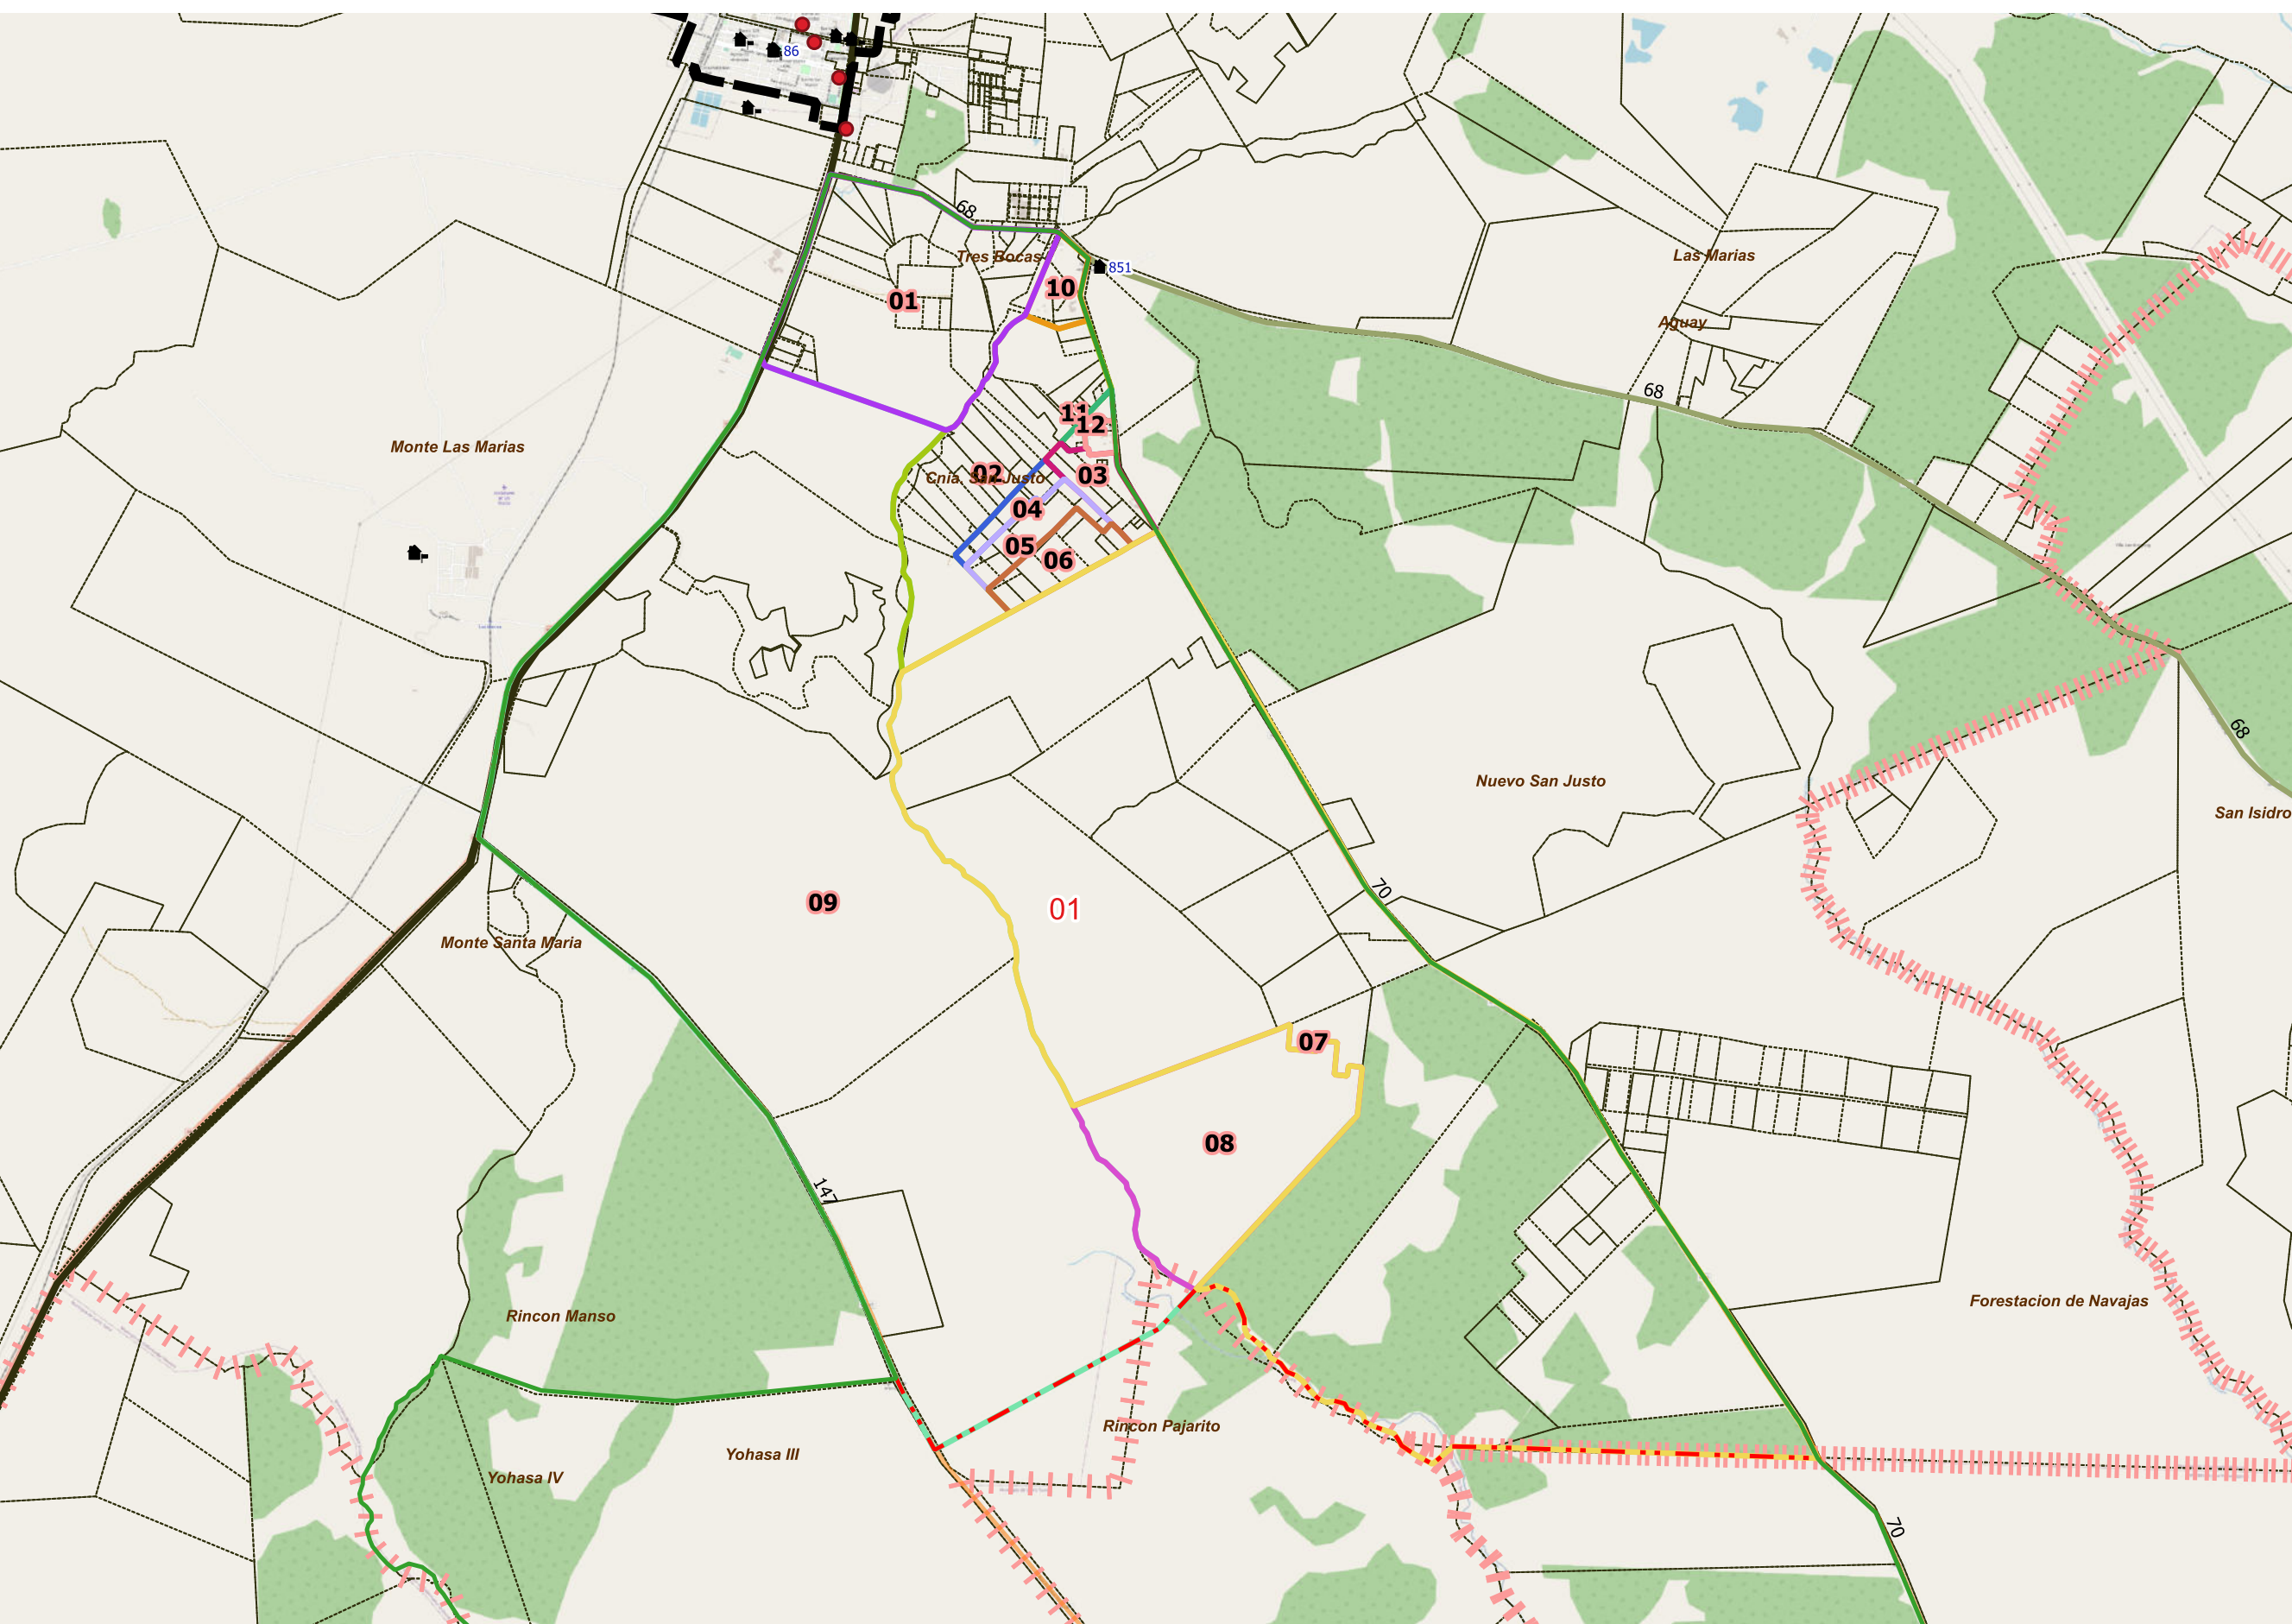 86
68
Tres Bocas
851
Las Marias
10
01
Aguay
68
11
12
Monte Las Marias
02
03
Cnia. San Justo
04
05
06
68
Nuevo San Justo
San Isidro
70
09
01
Monte Santa Maria
07
08
147
Rincon Manso
Forestacion de Navajas
Rincon Pajarito
Yohasa III
Yohasa IV
70